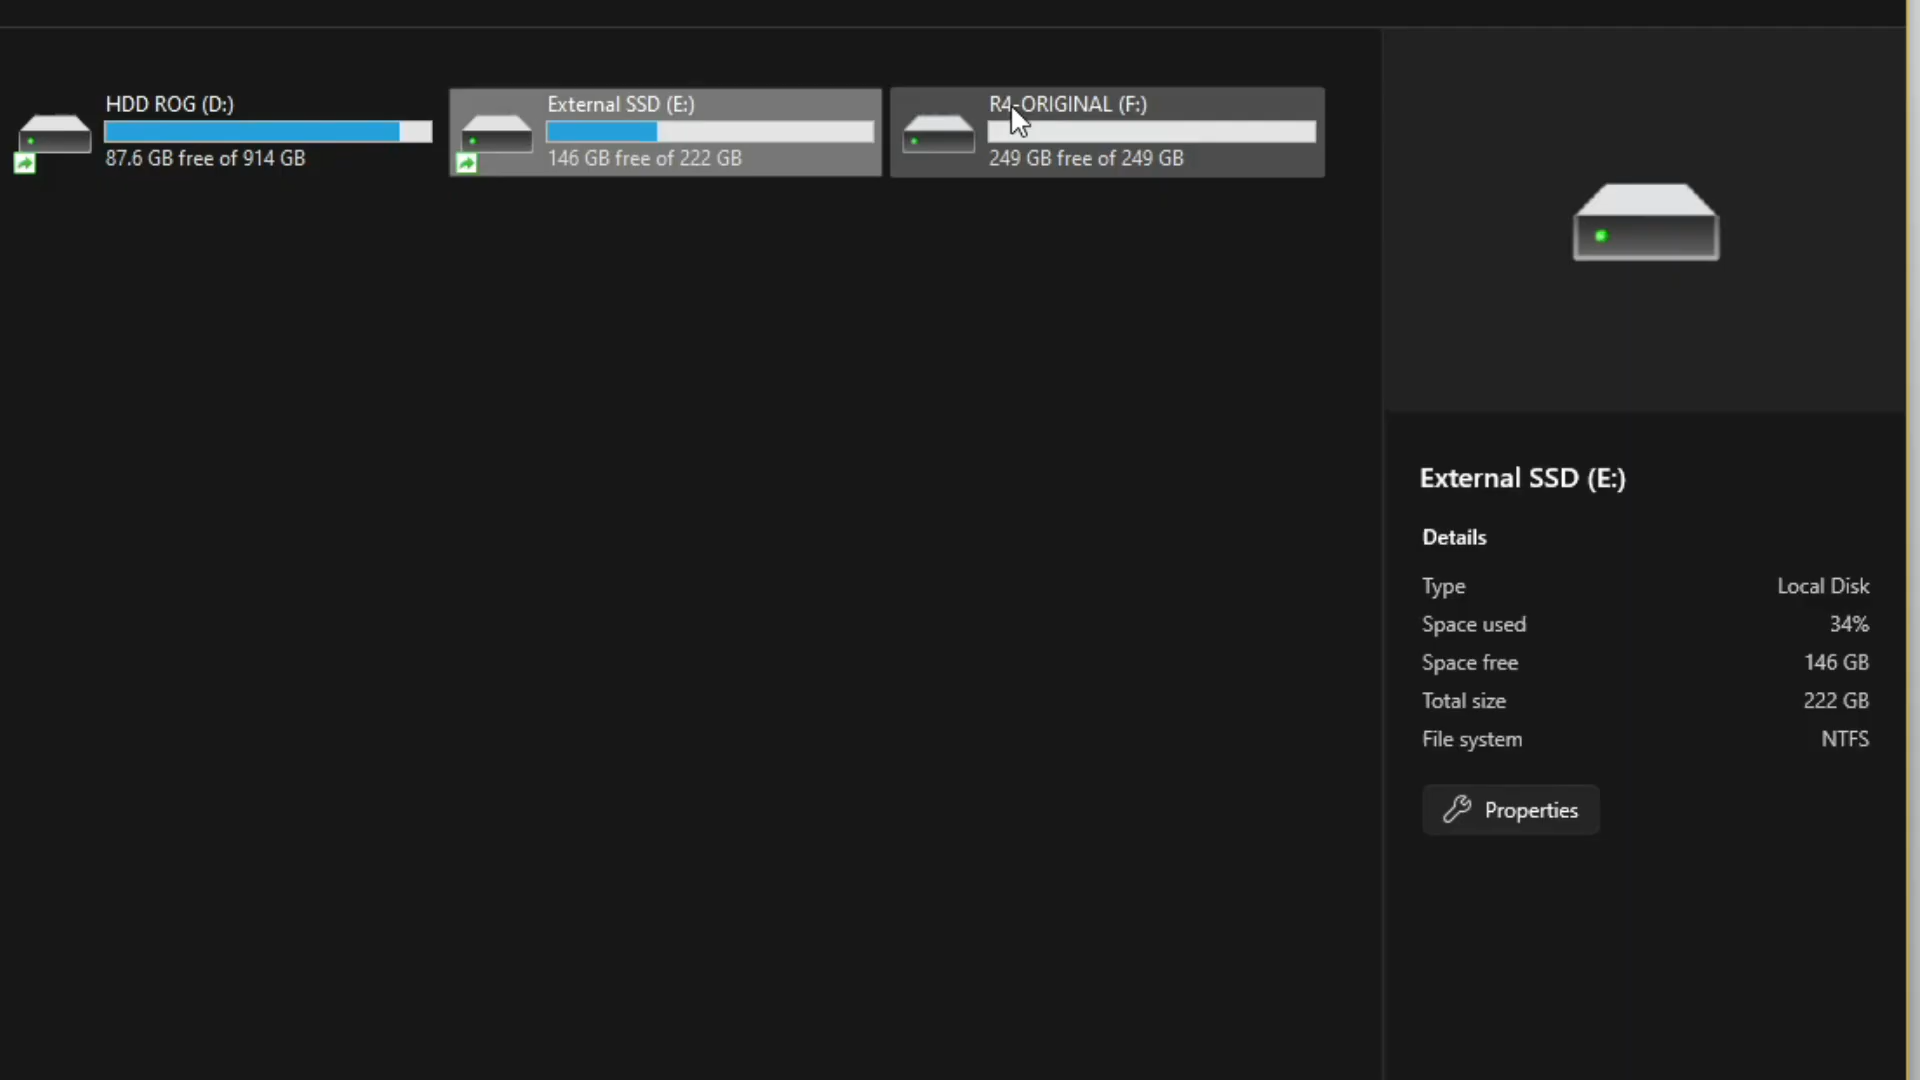 HDD ROG (D:)
87.6 GB free of 914 GB
External SSD (E:)
146 GB free of 222 GB
R4-ORIGINAL (F:)
249 GB free of 249 GB
External SSD (E:)
Details
Type Local Disk
Space used 34%
Space free 146 GB
Total size 222 GB
File system NTFS
Properties